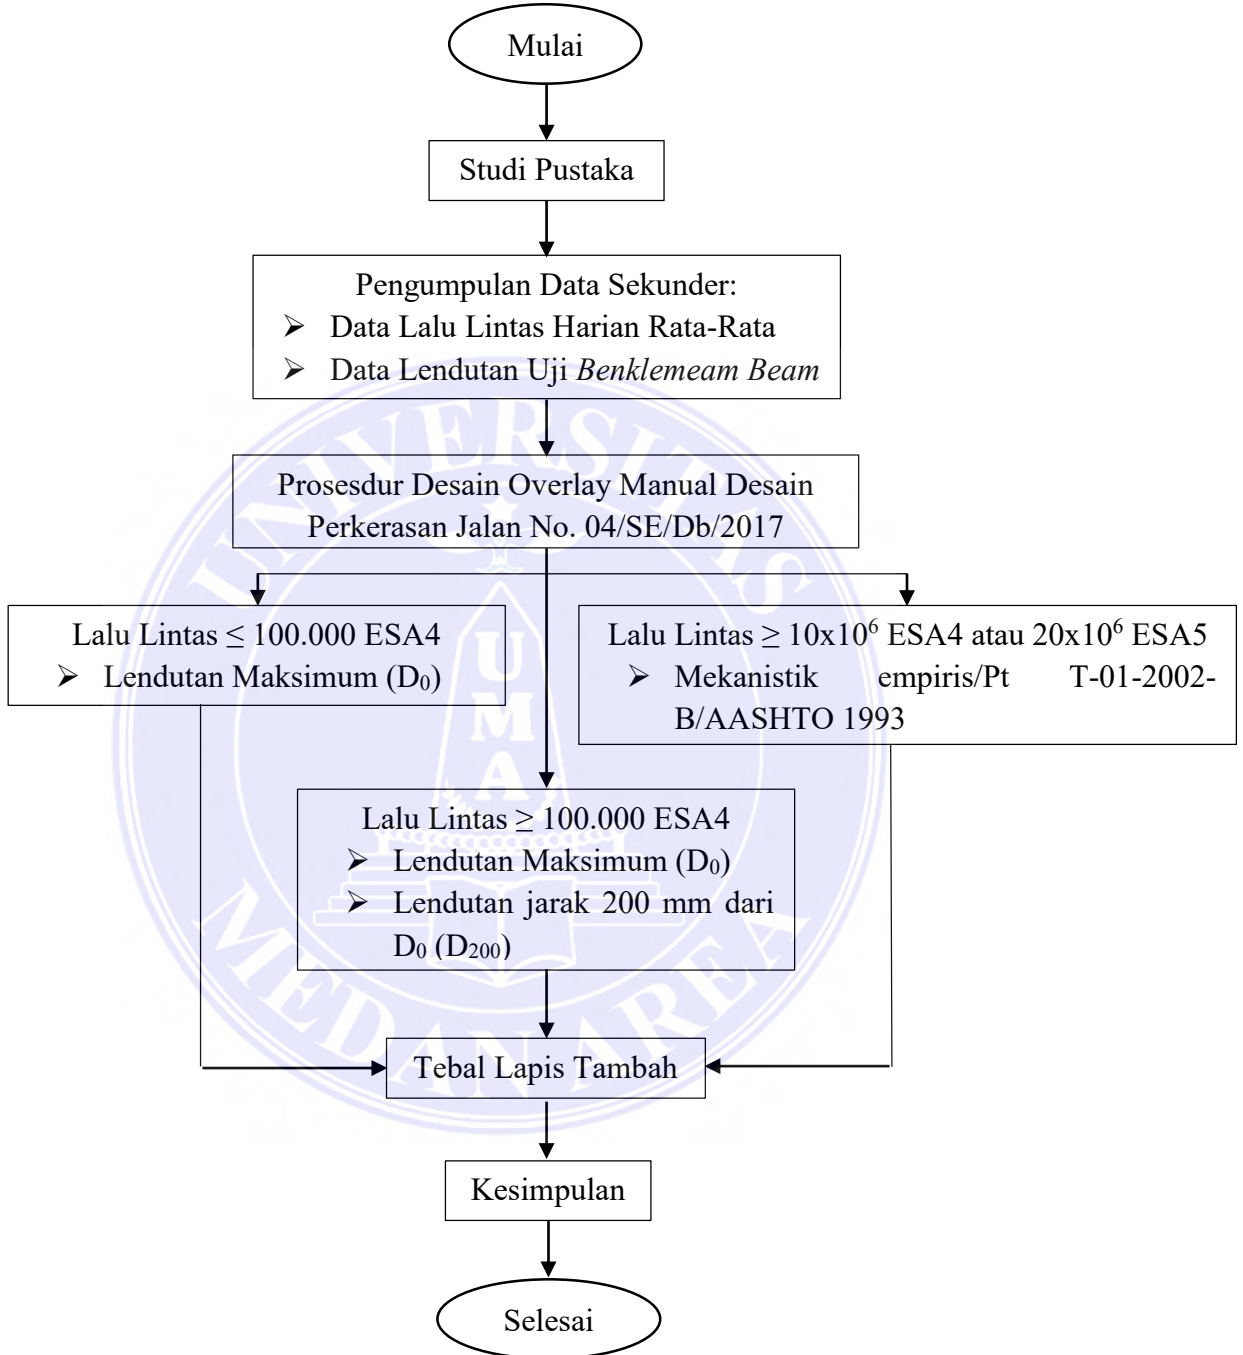 Mulai
Studi Pustaka
Pengumpulan Data Sekunder:
➢ Data Lalu Lintas Harian Rata-Rata
➢ Data Lendutan Uji Benklemeam Beam
Prosesdur Desain Overlay Manual Desain
Perkerasan Jalan No. 04/SE/Db/2017
Lalu Lintas ≤ 100.000 ESA4
➢ Lendutan Maksimum (D₀)
Lalu Lintas ≥ 10x10⁶ ESA4 atau 20x10⁶ ESA5
➢ Mekanistik empiris/Pt T-01-2002-
B/AASHTO 1993
Lalu Lintas ≥ 100.000 ESA4
➢ Lendutan Maksimum (D₀)
➢ Lendutan jarak 200 mm dari
D₀ (D₂₀₀)
Tebal Lapis Tambah
Kesimpulan
Selesai
UNIVERSITAS
MEDAN AREA
U
M
A